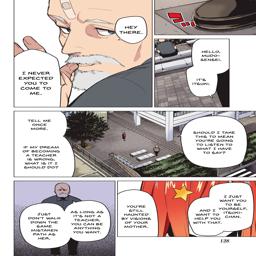 HEY
THERE.
HELLO,
MUDO-
SENSEI.
IT'S
ITSUKI.
I NEVER
EXPECTED
YOU TO
COME TO
ME.
TELL ME
ONCE
MORE.
IF MY DREAM
OF BECOMING
A TEACHER
IS WRONG,
WHAT IS IT I
SHOULD DO?
SHOULD I TAKE
THIS TO MEAN
YOU'RE GOING
TO LISTEN TO
WHAT I HAVE
TO SAY?
JUST
DON'T WALK
DOWN THE
SAME
MISTAKEN
PATH AS
HER.
AS LONG AS
IT'S NOT A
TEACHER,
YOU CAN BE
ANYTHING
YOU WANT.
YOU'RE
STILL
HAUNTED
BY VISIONS
OF YOUR
MOTHER.
I JUST
WANT YOU
TO BE
YOURSELF,
ITSUKI-
CHAN.
AND I
WANT TO
HELP YOU
WITH THAT.
138